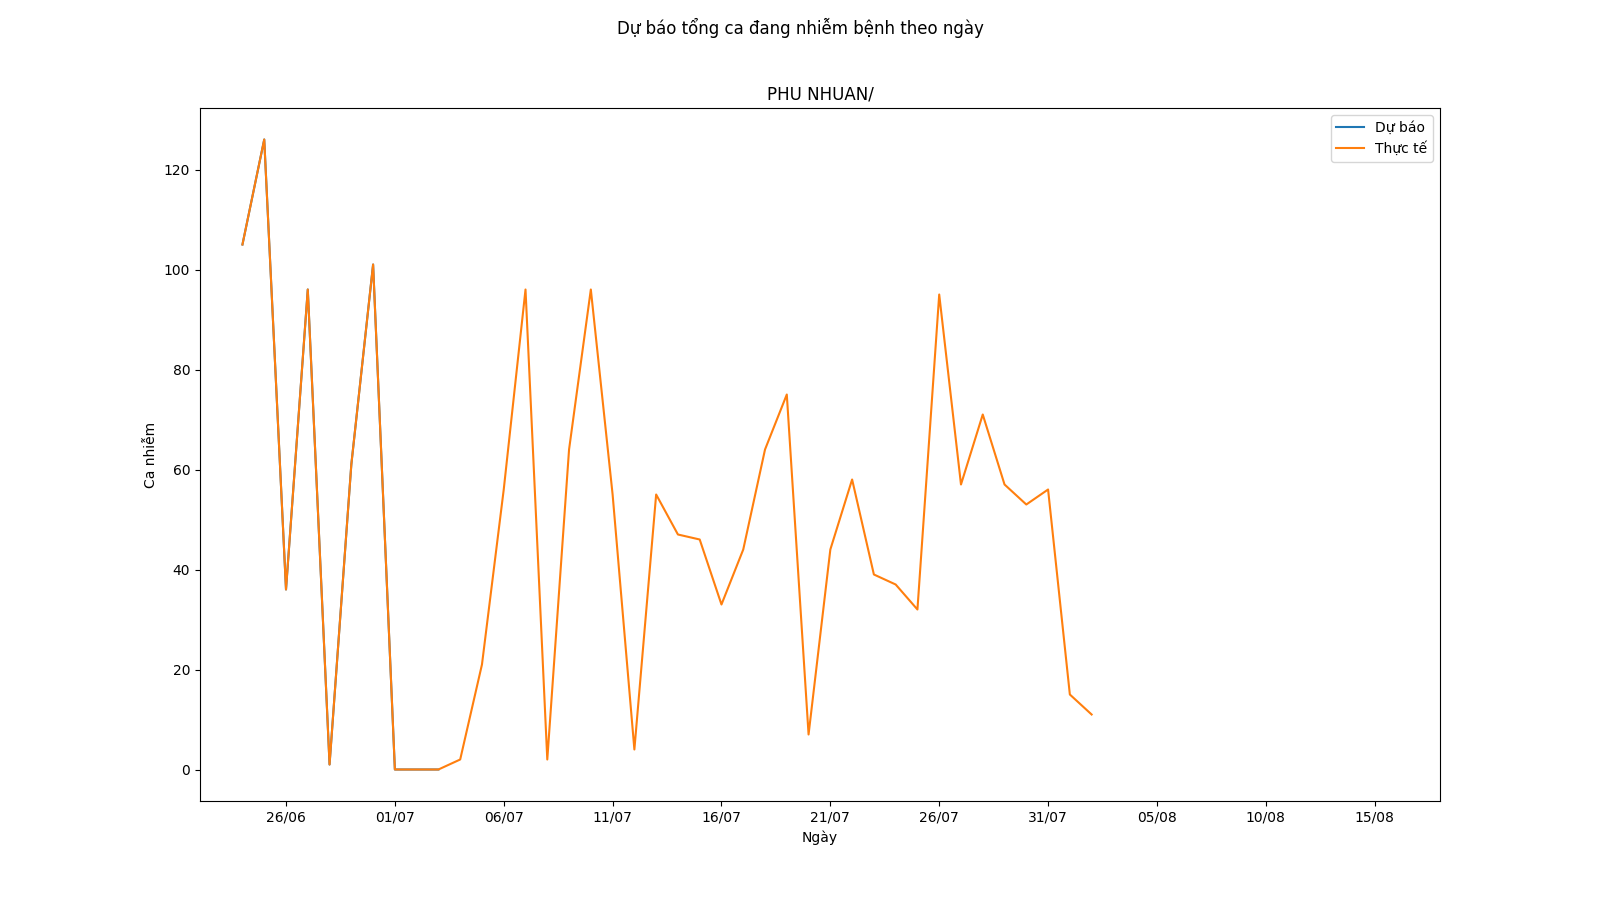 Dự báo tổng ca đang nhiễm bệnh theo ngày
PHU NHUAN/
Dự báo
Thực tế
120
100
80
60
40
20
0
Ca nhiễm
26/06 01/07 06/07 11/07 16/07 21/07 26/07 31/07 05/08 10/08 15/08
Ngày